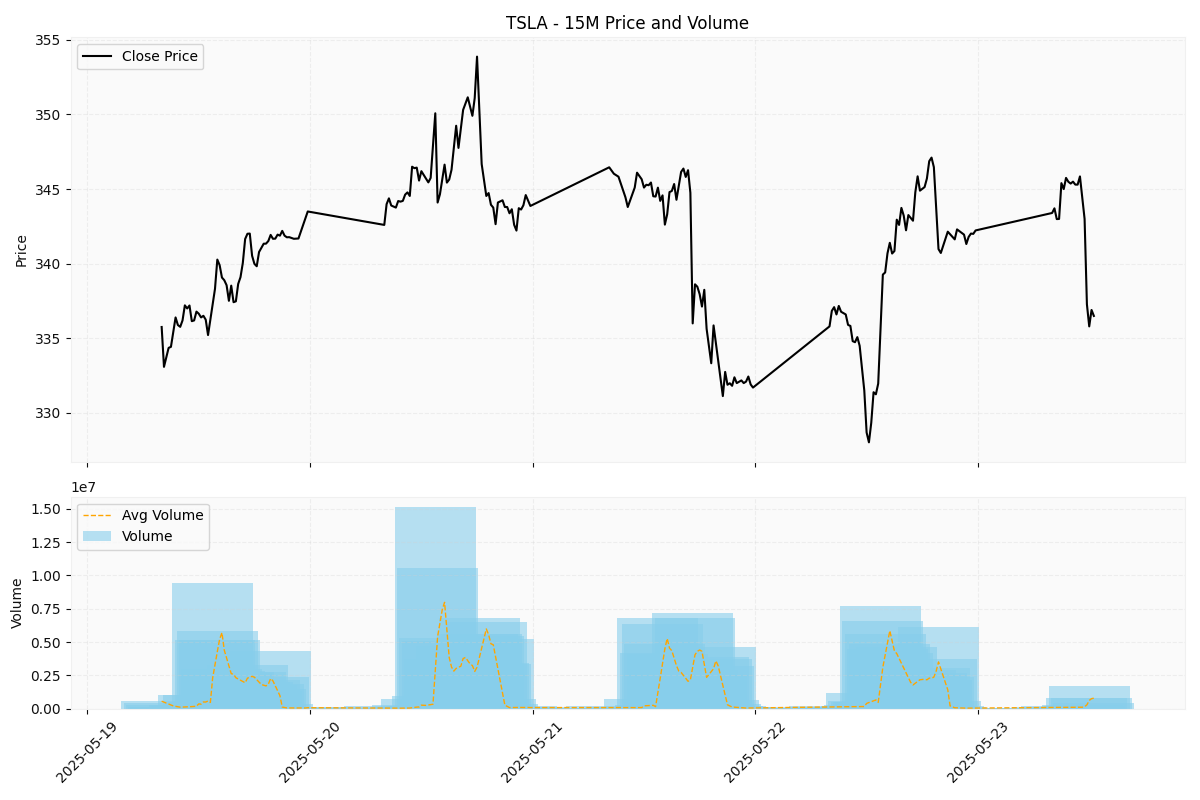 TSLA - 15M Price and Volume
Close Price
Price
355
350
345
340
335
330
1e7
Avg Volume
Volume
Volume
1.50
1.25
1.00
0.75
0.50
0.25
0.00
2025-05-19
2025-05-20
2025-05-21
2025-05-22
2025-05-23